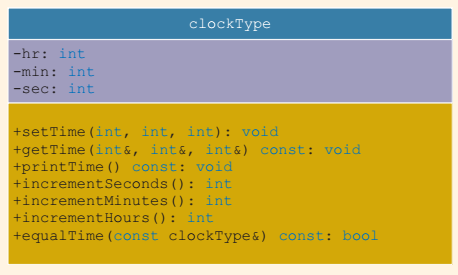 clockType
-hr: int
-min: int
-sec: int
+setTime(int, int, int): void
+getTime(int&, int&, int&) const: void
+printTime() const: void
+incrementSeconds(): int
+incrementMinutes(): int
+incrementHours(): int
+equalTime(const clockType&) const: bool